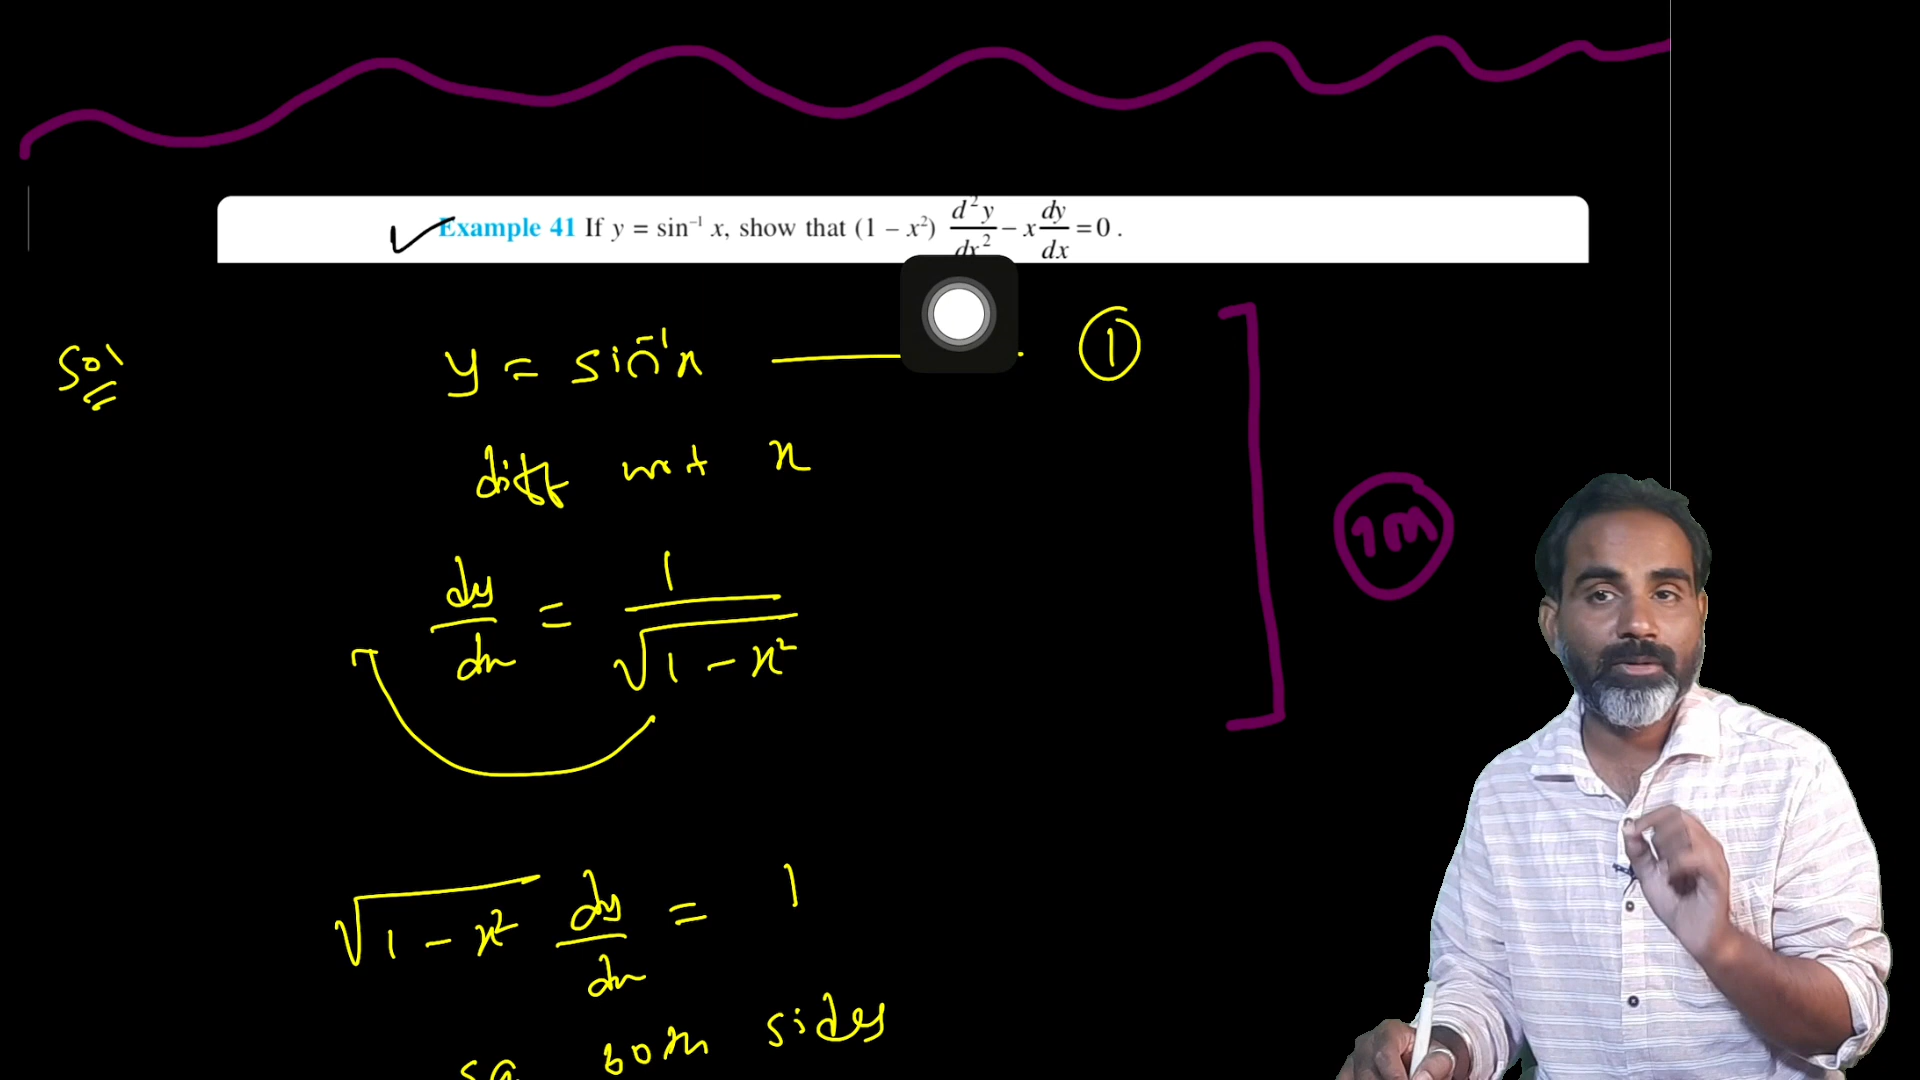 Example 41 If y = sin⁻¹ x, show that (1 – x²) d²y/dx² – x dy/dx = 0 .
Sol y = sin⁻¹x ——— ①
diff wrt x
1M
dy/dx = 1/√(1 – x²)
√(1 – x²) dy/dx = 1
sq both sides